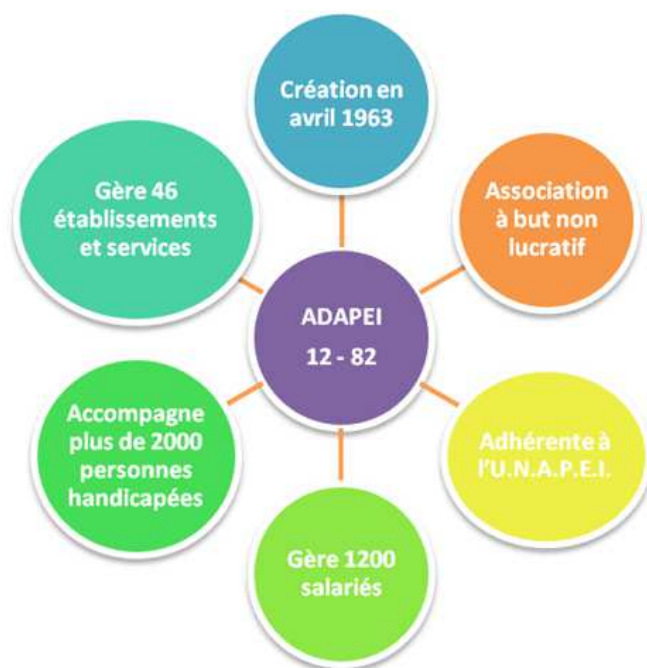 Création en
avril 1963
Association
à but non
lucratif
Adhérente à
l'U.N.A.P.E.I.
Gère 1200
salariés
Accompagne
plus de 2000
personnes
handicapées
Gère 46
établissements
et services
ADAPEI
12 - 82